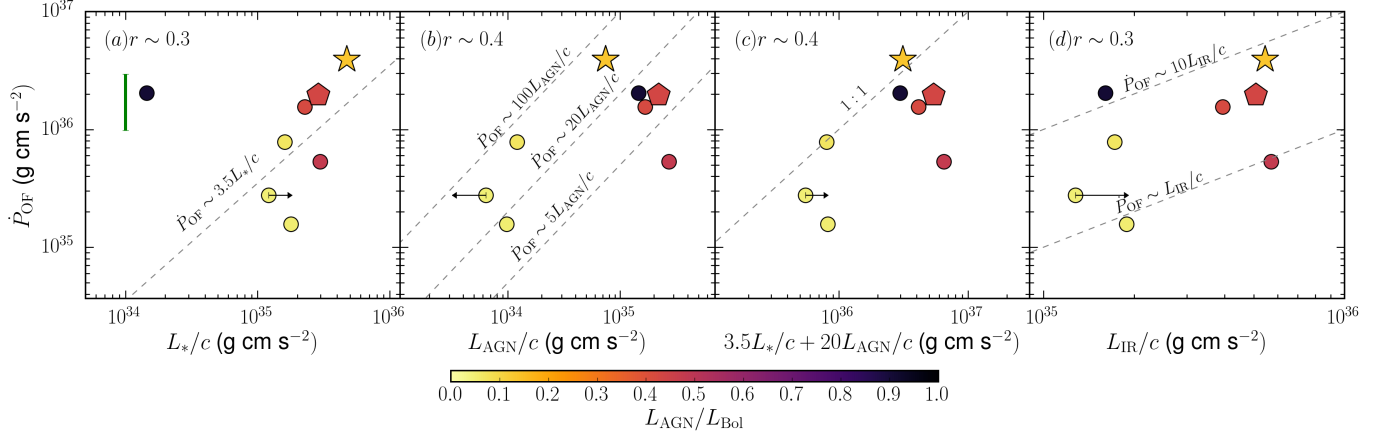 10^37
10^36
10^35
Ṗ_OF (g cm s^−2)
(a)r ∼ 0.3
Ṗ_OF ∼ 3.5L_*/c
10^34 10^35 10^36
L_*/c (g cm s^−2)
(b)r ∼ 0.4
Ṗ_OF ∼ 100L_AGN/c
Ṗ_OF ∼ 20L_AGN/c
Ṗ_OF ∼ 5L_AGN/c
10^34 10^35
L_AGN/c (g cm s^−2)
(c)r ∼ 0.4
1 : 1
10^36 10^37
3.5L_*/c + 20L_AGN/c (g cm s^−2)
(d)r ∼ 0.3
Ṗ_OF ∼ 10L_IR/c
Ṗ_OF ∼ L_IR/c
10^35 10^36
L_IR/c (g cm s^−2)
0.0 0.1 0.2 0.3 0.4 0.5 0.6 0.7 0.8 0.9 1.0
L_AGN/L_Bol